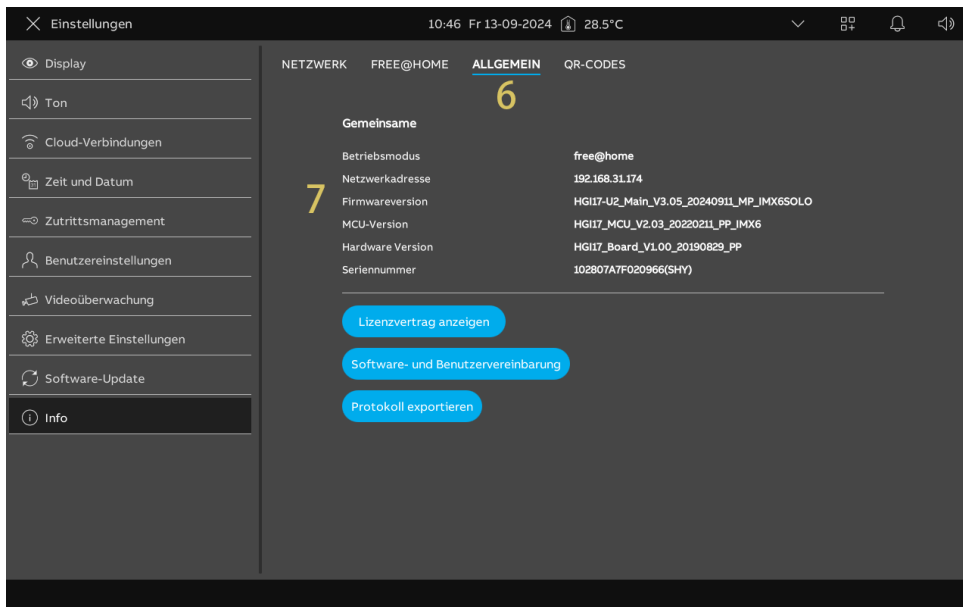 Einstellungen
10:46 Fr 13-09-2024 28.5°C
Display
Ton
Cloud-Verbindungen
Zeit und Datum
Zutrittsmanagement
Benutzereinstellungen
Videoüberwachung
Erweiterte Einstellungen
Software-Update
Info
NETZWERK FREE@HOME ALLGEMEIN QR-CODES
6
Gemeinsame
7
Betriebsmodus free@home
Netzwerkadresse 192.168.31.174
Firmwareversion HGI17-U2_Main_V3.05_20240911_MP_IMX6SOLO
MCU-Version HGI17_MCU_V2.03_20220211_PP_IMX6
Hardware Version HGI17_Board_V1.00_20190829_PP
Seriennummer 102807A7F020966(SHY)
Lizenzvertrag anzeigen
Software- und Benutzervereinbarung
Protokoll exportieren